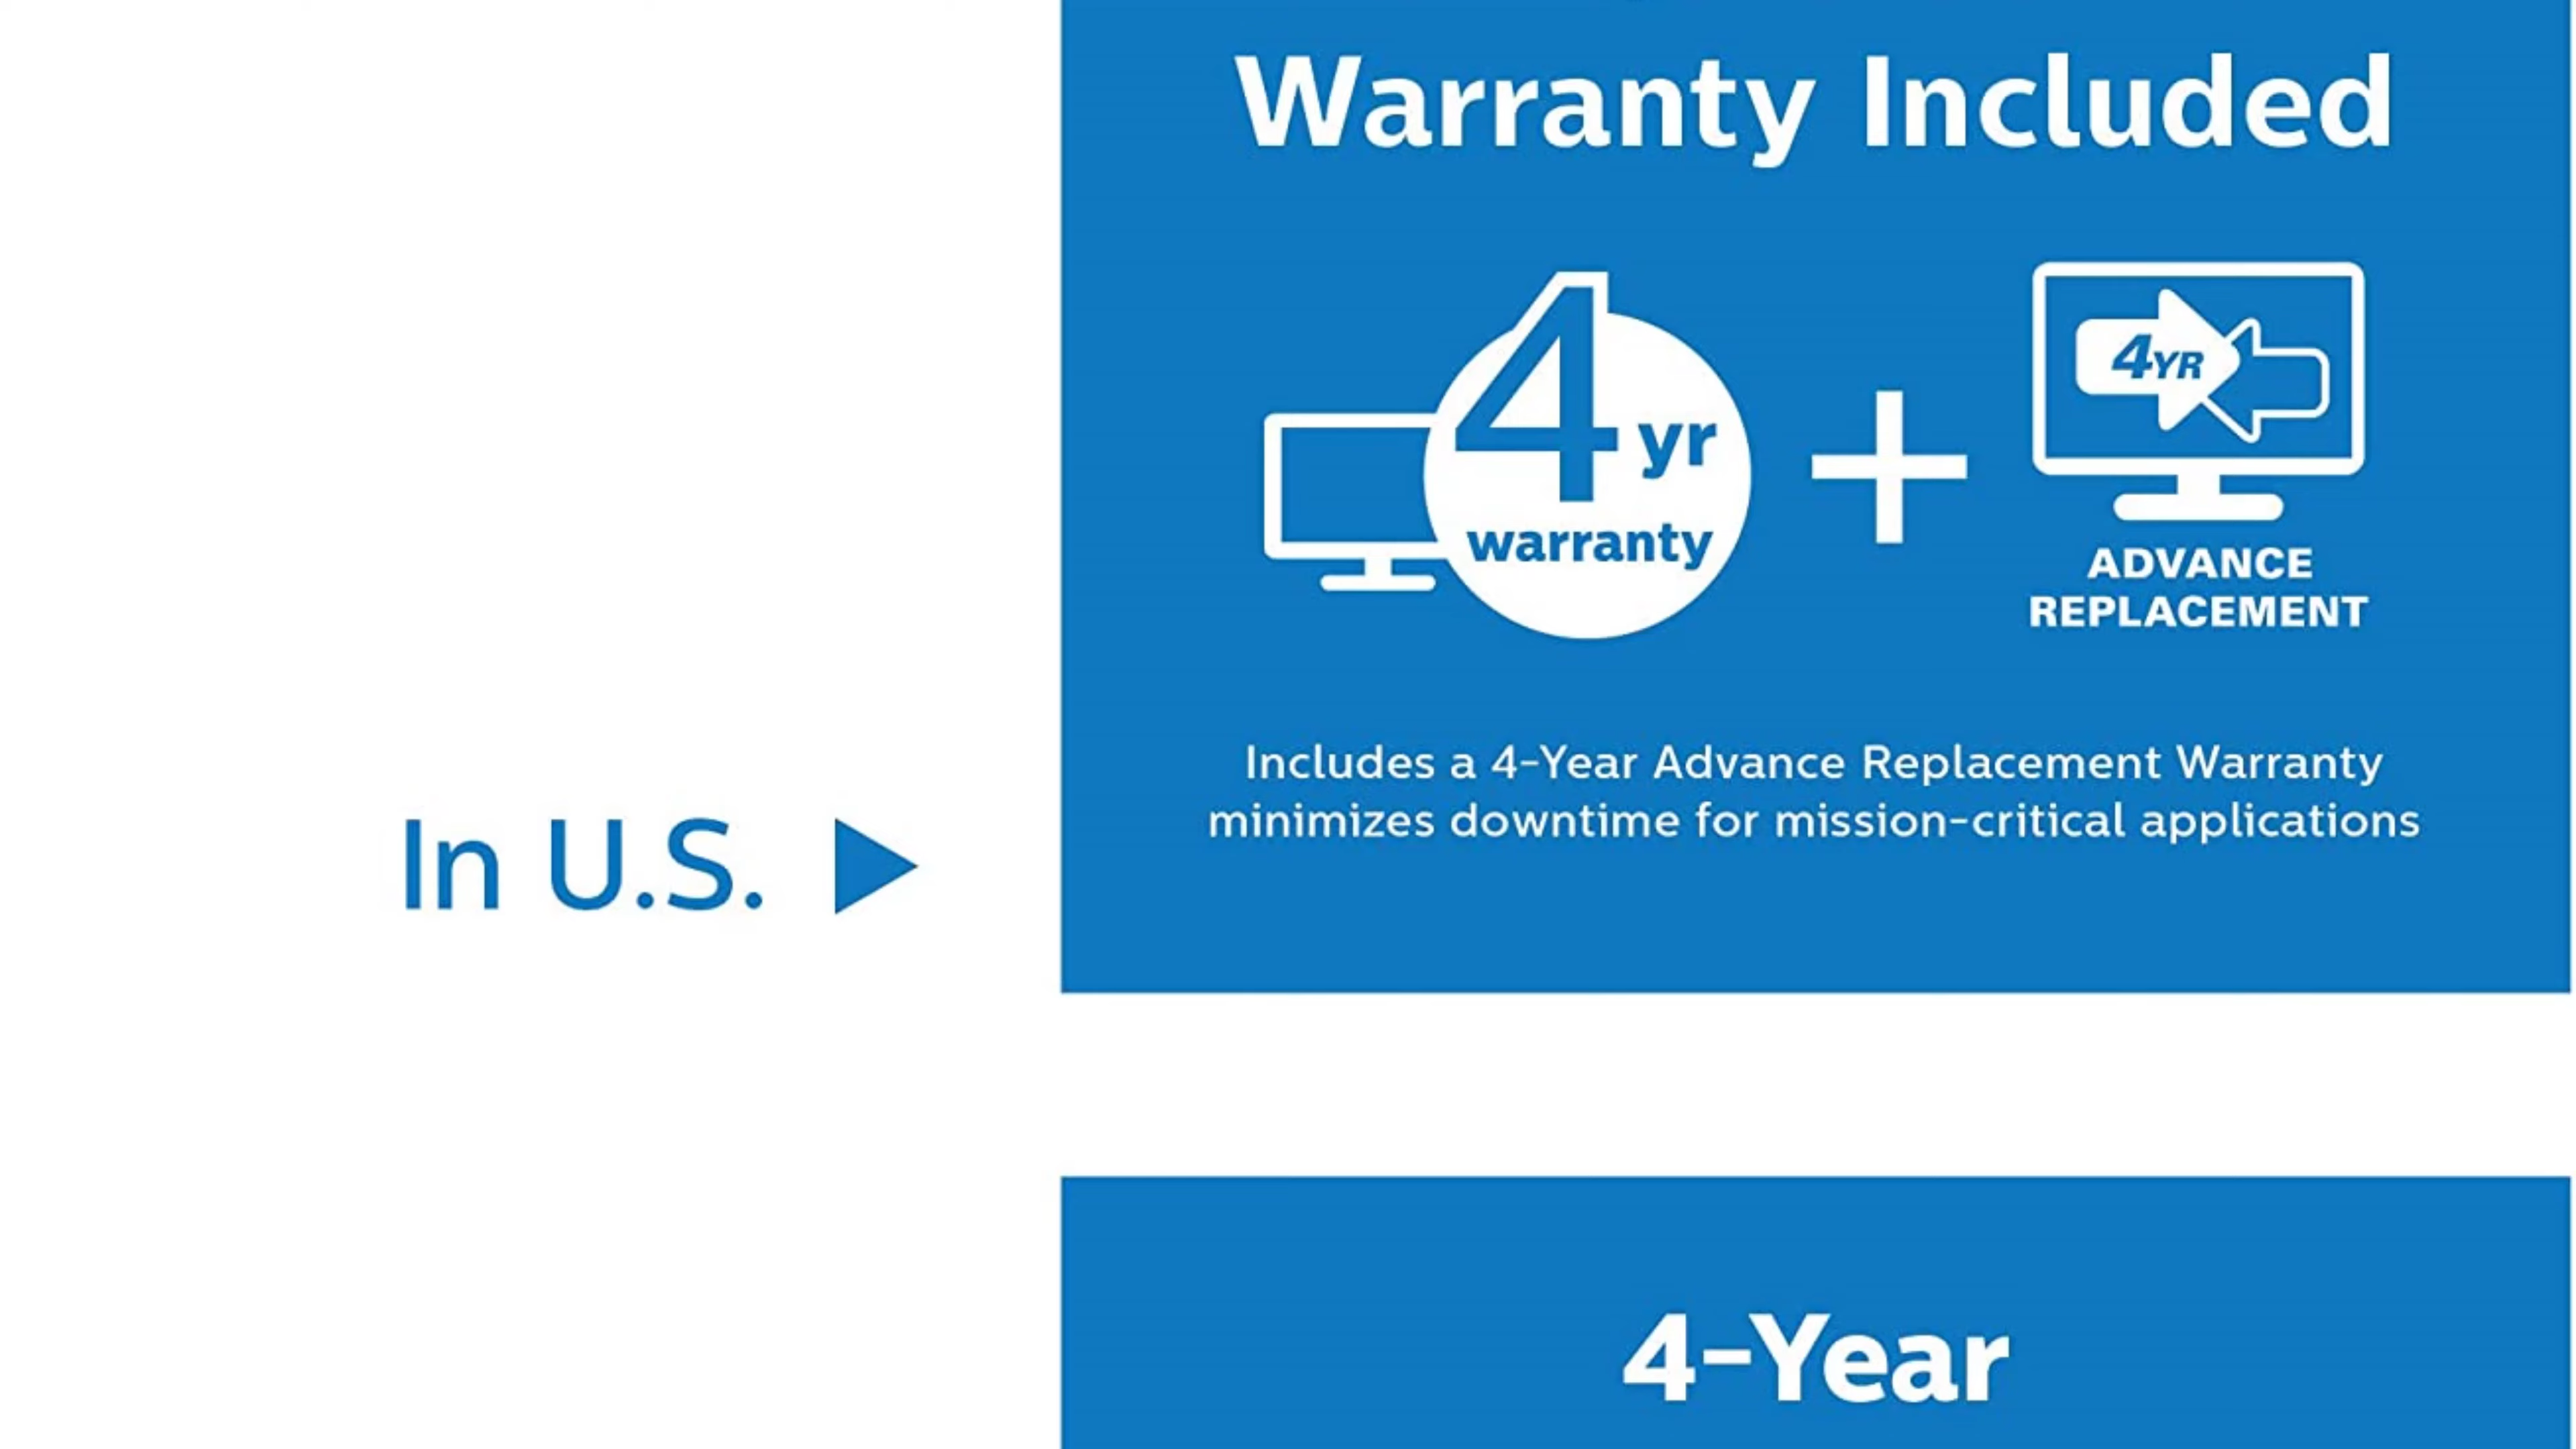 Warranty Included
4 yr
warranty
+
4YR
ADVANCE
REPLACEMENT
Includes a 4-Year Advance Replacement Warranty
minimizes downtime for mission-critical applications
In U.S.
4-Year